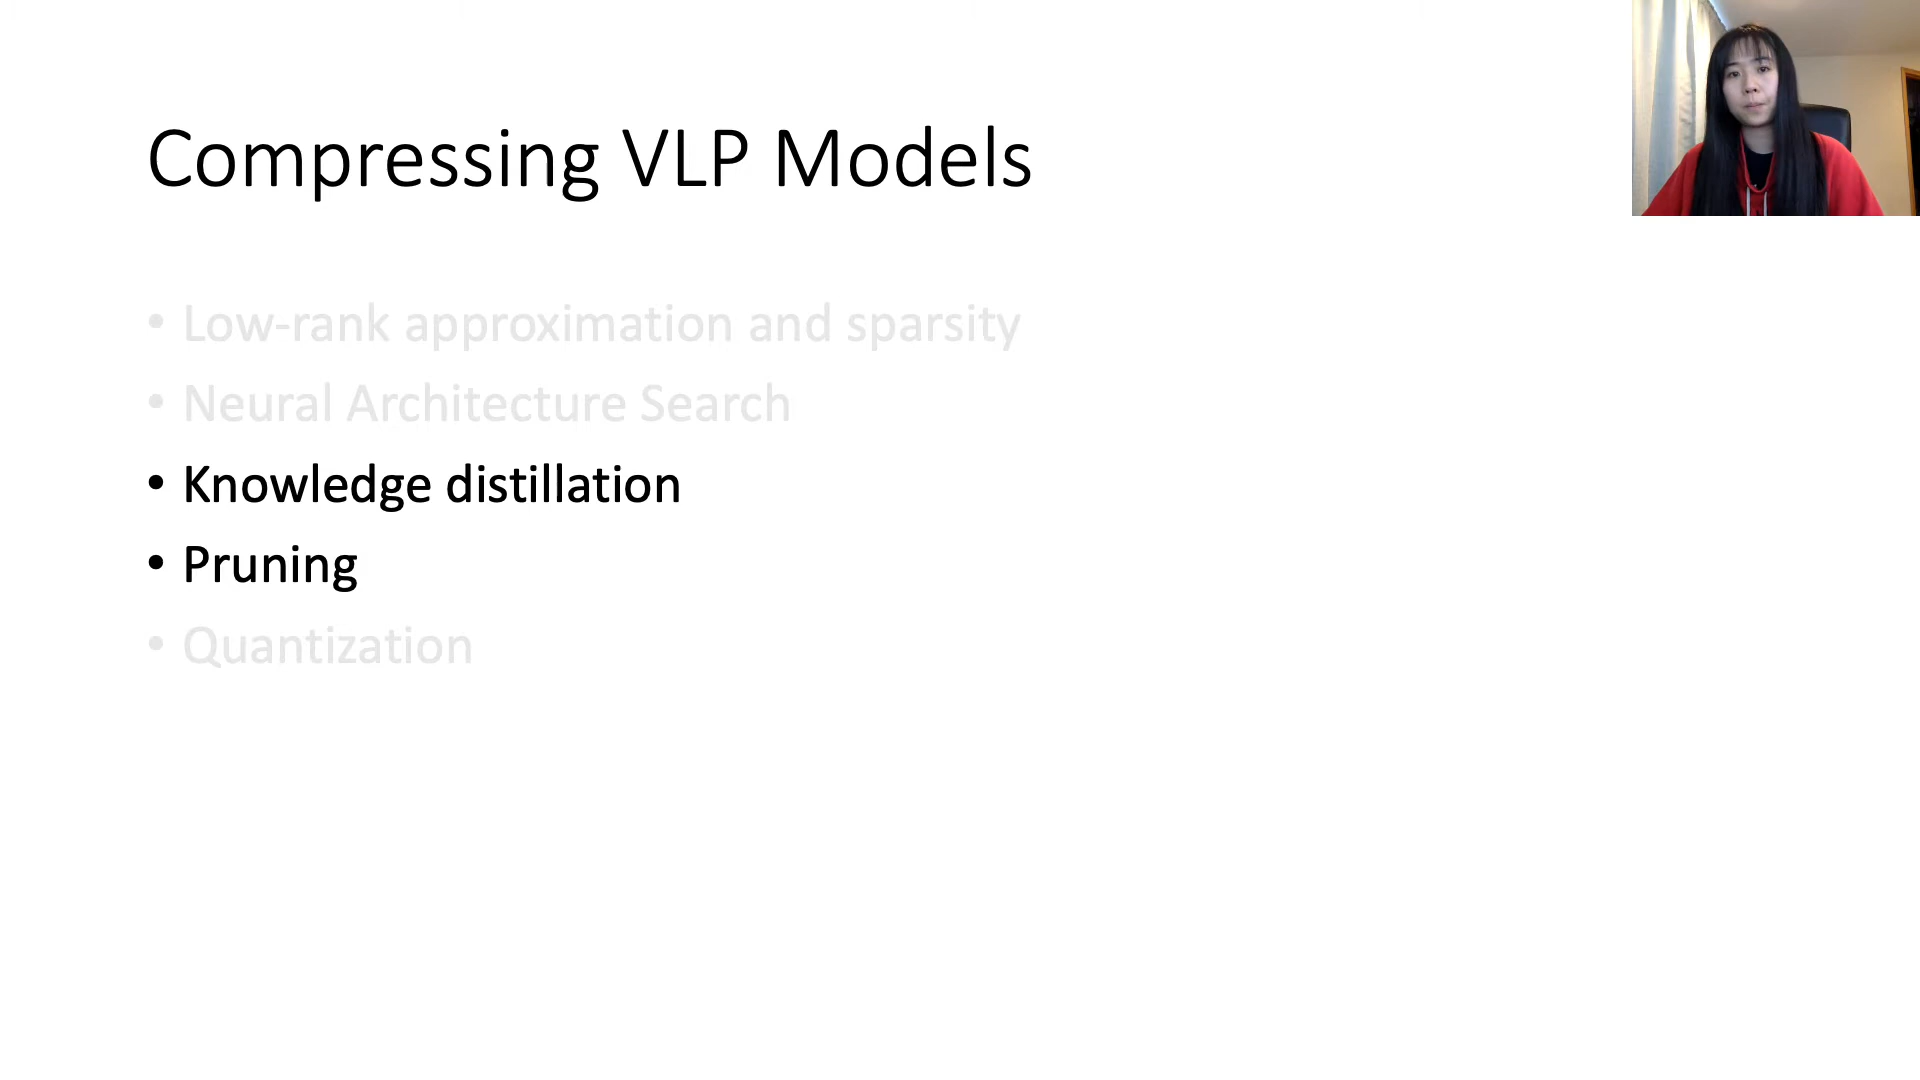 Compressing VLP Models
• Low-rank approximation and sparsity
• Neural Architecture Search
• Knowledge distillation
• Pruning
• Quantization